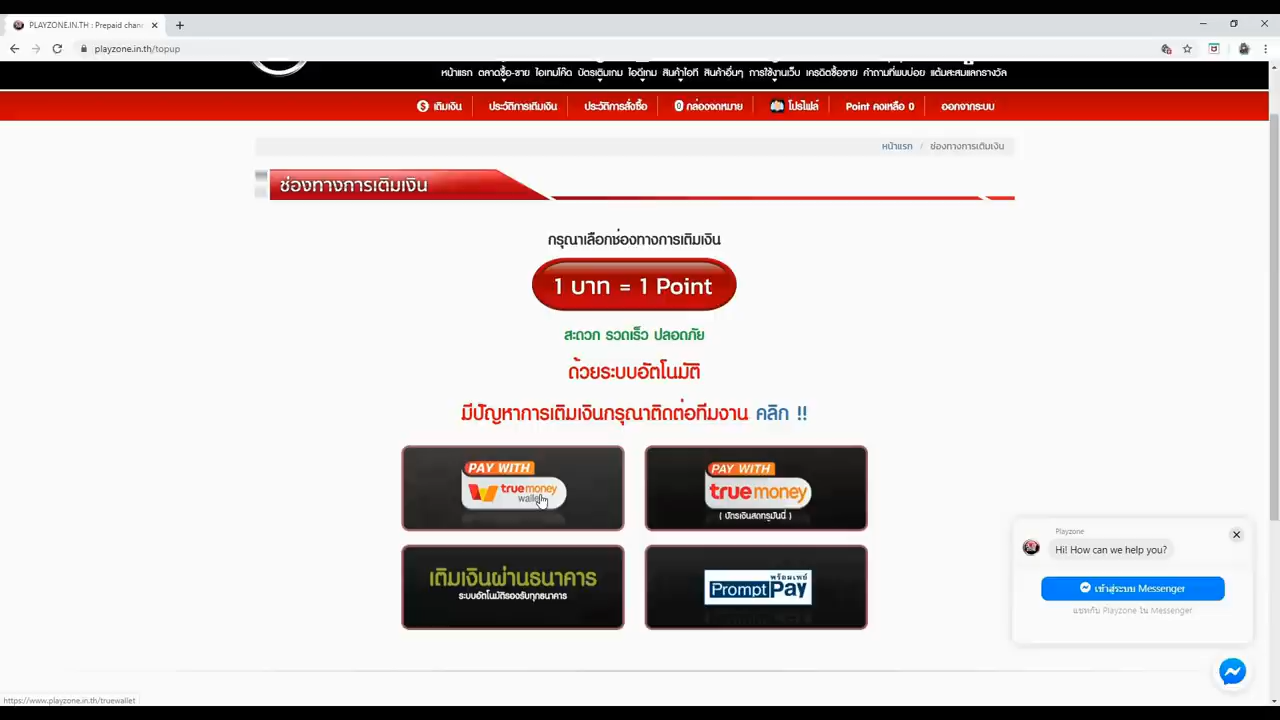 PLAYZONE.IN.TH : Prepaid chan
playzone.in.th/topup
หน้าแรก ตลาดซื้อ-ขาย ไอเทมโค๊ด บัตรเติมเกม ไอดีเกม สินค้าไอที สินค้าอื่นๆ การใช้งานเว็บ เครดิตซื้อขาย คำถามที่พบบ่อย แต้มสะสมแลกรางวัล
เติมเงิน ประวัติการเติมเงิน ประวัติการสั่งซื้อ 0 กล่องจดหมาย โปรไฟล์ Point คงเหลือ 0 ออกจากระบบ
หน้าแรก / ช่องทางการเติมเงิน
ช่องทางการเติมเงิน
กรุณาเลือกช่องทางการเติมเงิน
1 บาท = 1 Point
สะดวก รวดเร็ว ปลอดภัย
ด้วยระบบอัตโนมัติ
มีปัญหาการเติมเงินกรุณาติดต่อทีมงาน คลิก !!
PAY WITH
truemoney
wallet
PAY WITH
truemoney
( บัตรเงินสดทรูมันนี่ )
เติมเงินผ่านธนาคาร
ระบบอัตโนมัติรองรับทุกธนาคาร
พร้อมเพย์
PromptPay
Playzone
Hi! How can we help you?
เข้าสู่ระบบ Messenger
แชทกับ Playzone ใน Messenger
https://www.playzone.in.th/truewallet